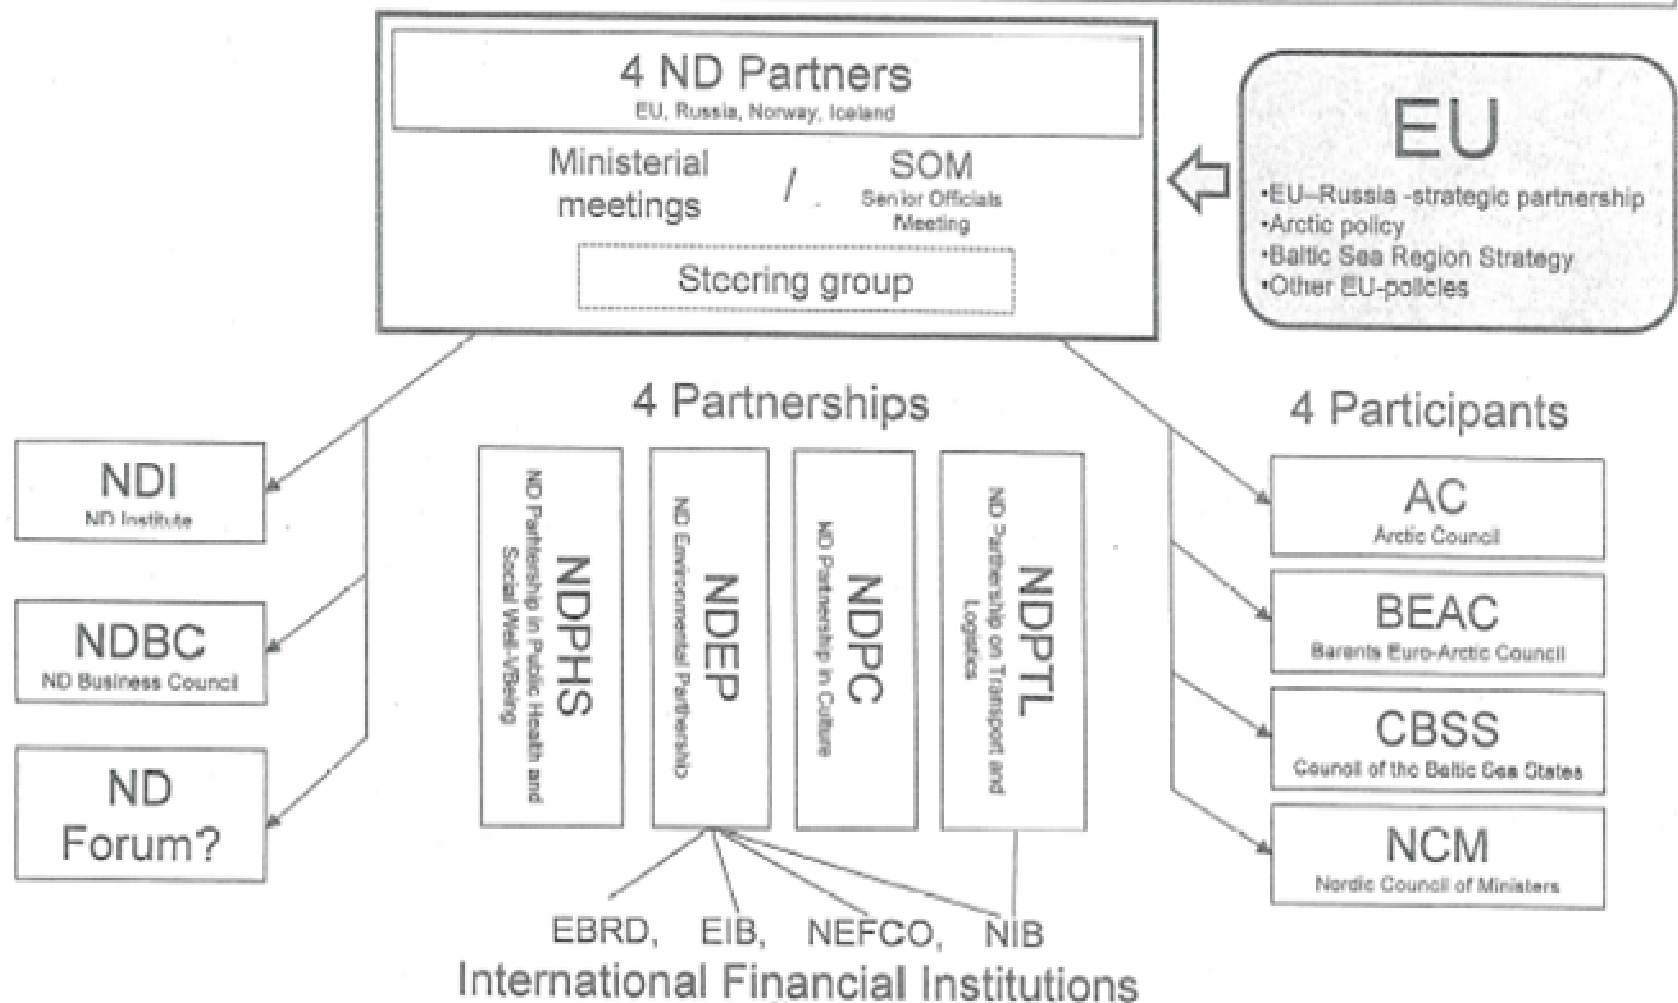 4 ND Partners
EU, Russia, Norway, Iceland
Ministerial
meetings
/
SOM
Senior Officials
Meeting
Steering group
EU
•EU–Russia -strategic partnership
•Arctic policy
•Baltic Sea Region Strategy
•Other EU-policies
4 Partnerships
4 Participants
NDI
ND Institute
NDBC
ND Business Council
ND
Forum?
NDPHS
ND Partnership in Public Health and
Social Well-Being
NDEP
ND Environmental Partnership
NDPC
ND Partnership in Culture
NDPTL
ND Partnership on Transport and
Logistics
AC
Arctic Council
BEAC
Barents Euro-Arctic Council
CBSS
Council of the Baltic Sea States
NCM
Nordic Council of Ministers
EBRD, EIB, NEFCO, NIB
International Financial Institutions